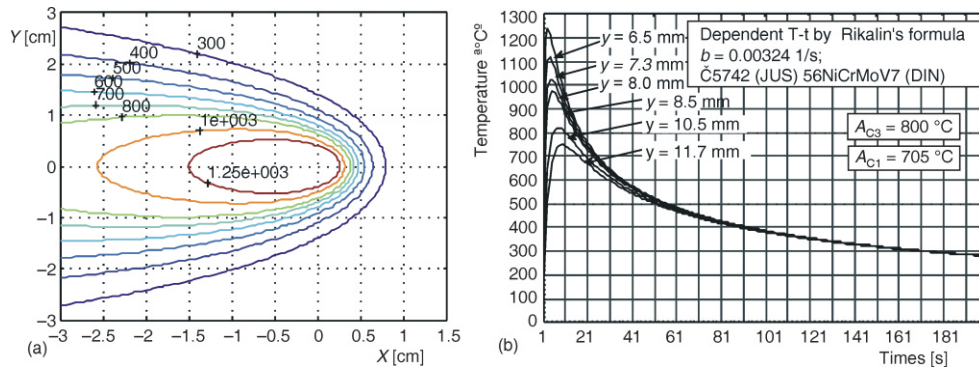 Y [cm]
3
2
1
0
−1
−2
−3
300
400
500
600
700
800
1e+003
1.25e+003
−3 −2.5 −2 −1.5 −1 −0.5 0 0.5 1 1.5
X [cm]
(a)
Temperature ªºCº
1300
1200
1100
1000
900
800
700
600
500
400
300
200
100
0
y = 6.5 mm
y = 7.3 mm
y = 8.0 mm
y = 8.5 mm
y = 10.5 mm
y = 11.7 mm
Dependent T-t by Rikalin's formula
b = 0.00324 1/s;
Č5742 (JUS) 56NiCrMoV7 (DIN)
AC3 = 800 °C
AC1 = 705 °C
1 21 41 61 81 101 121 141 161 181
Times [s]
(b)